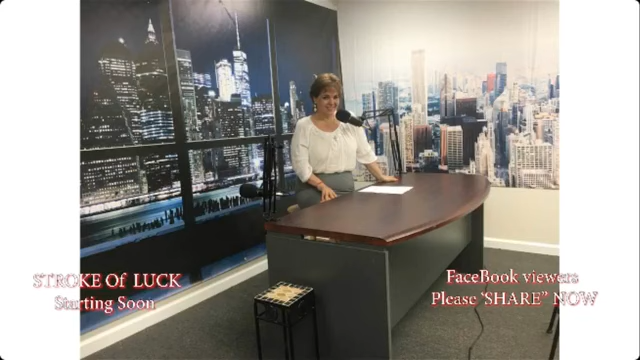 STROKE Of LUCK
Starting Soon
FaceBook viewers
Please "SHARE" NOW